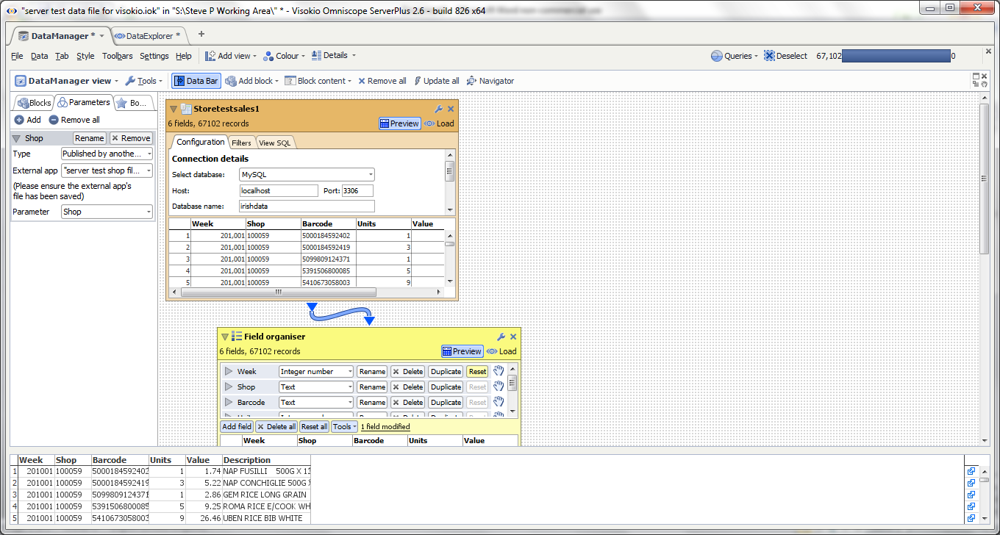 "server test data file for visokio.iok" in "S:\Steve P Working Area\" * - Visokio Omniscope ServerPlus 2.6 - build 826 x64
DataManager * DataExplorer * +
File Data Tab Style Toolbars Settings Help Add view Colour Details Queries Deselect 67,102 0
DataManager view Tools Data Bar Add block Block content Remove all Update all Navigator
Blocks Parameters Bo...
Add Remove all
Shop Rename Remove
Type Published by anothe...
External app "server test shop fil...
(Please ensure the external app's
file has been saved)
Parameter Shop
Storetestsales1
6 fields, 67102 records Preview Load
Configuration Filters View SQL
Connection details
Select database: MySQL
Host: localhost Port: 3306
Database name: irishdata
Week Shop Barcode Units Value
1 201,001 100059 5000184592402 1
2 201,001 100059 5000184592419 3
3 201,001 100059 5099809124371 1
4 201,001 100059 5391506800085 5
5 201,001 100059 5410673058003 9
Field organiser
6 fields, 67102 records Preview Load
Week Integer number Rename Delete Duplicate Reset
Shop Text Rename Delete Duplicate Reset
Barcode Text Rename Delete Duplicate Reset
Add field Delete all Reset all Tools 1 field modified
Week Shop Barcode Units Value
Week Shop Barcode Units Value Description
1 201001 100059 5000184592402 1 1.74 NAP FUSILLI 500G X 12
2 201001 100059 5000184592419 3 5.22 NAP CONCHIGLIE 500G X
3 201001 100059 5099809124371 1 2.86 GEM RICE LONG GRAIN
4 201001 100059 5391506800085 5 9.25 ROMA RICE E/COOK WH
5 201001 100059 5410673058003 9 26.46 UBEN RICE BIB WHITE